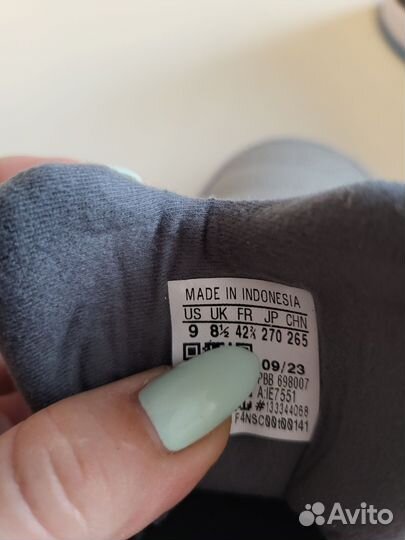 MADE IN INDONESIA
US UK FR JP CHN
9 8½ 42⅔ 270 265
09/23
PBB 698007
A:IE7551
#133344068
F4NSC00100141
Avito